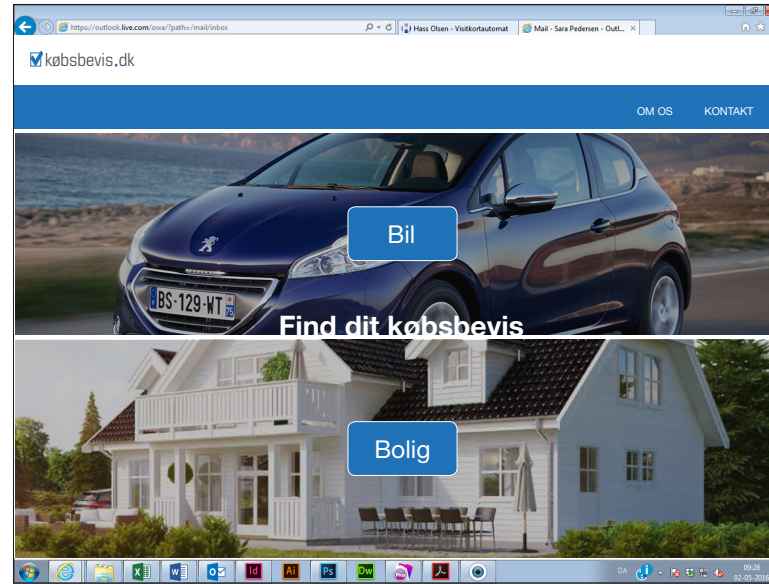 https://outlook.live.com/owa/?path=/mail/inbox
Hass Olsen - Visitkortautomat
Mail - Sara Pedersen - Outl...
købsbevis.dk
OM OS
KONTAKT
Bil
BS-129-WT
75
Find dit købsbevis
Bolig
DA
09:28
02-05-2016